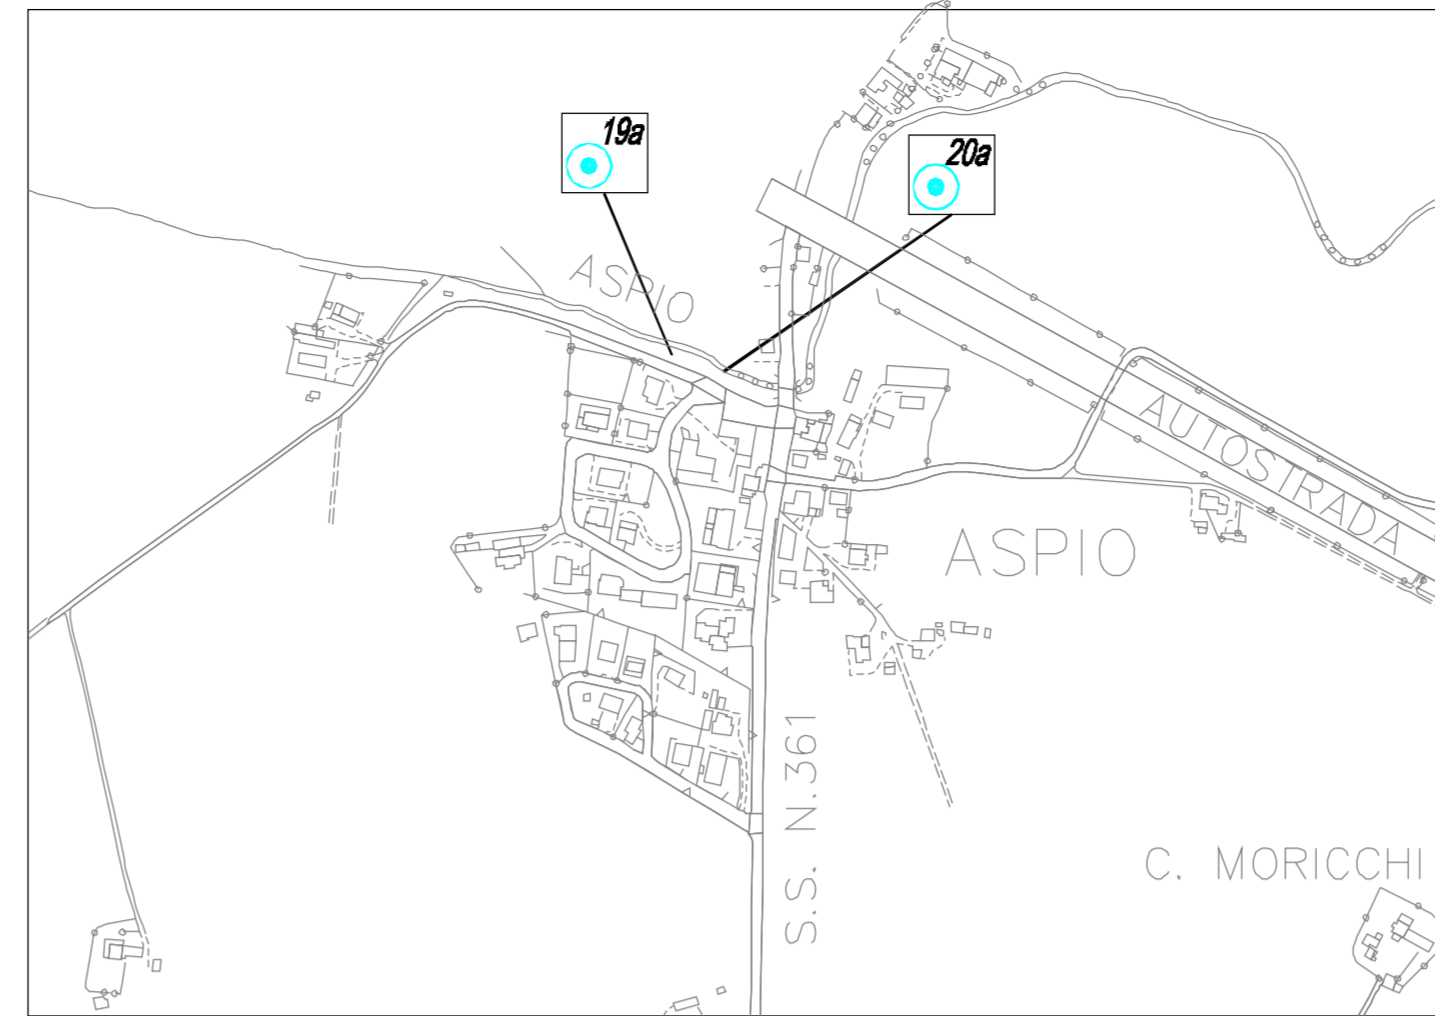 19a
20a
ASPIO
AUTOSTRADA
ASPIO
S.S. N.361
C. MORICCHI